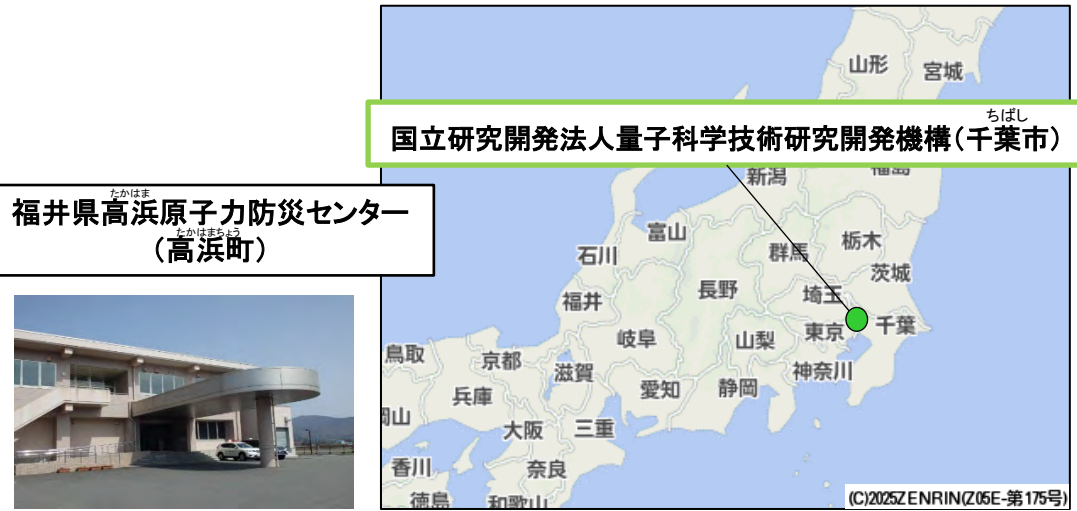 山形
宮城
ちばし
国立研究開発法人量子科学技術研究開発機構（千葉市）
新潟
福島
たかはま
福井県高浜原子力防災センター
たかはまちょう
（高浜町）
富山
石川
群馬
栃木
茨城
長野
埼玉
福井
岐阜
山梨
東京
千葉
鳥取
京都
滋賀
愛知
静岡
神奈川
兵庫
岡山
大阪
三重
香川
奈良
徳島
和歌山
(C)2025ZENRIN(Z05E-第175号)